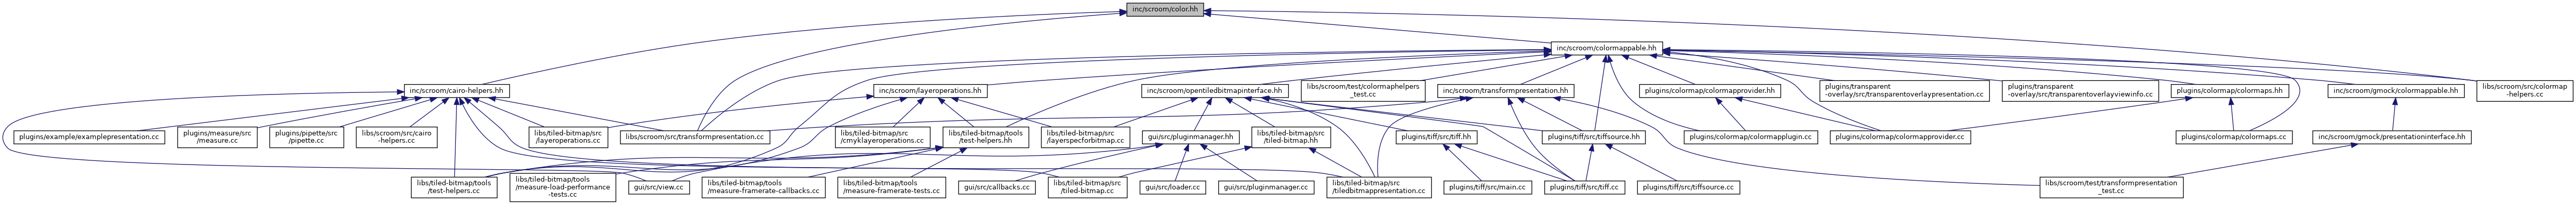 inc/scroom/color.hh
inc/scroom/colormappable.hh
inc/scroom/cairo-helpers.hh
inc/scroom/layeroperations.hh
inc/scroom/opentiledbitmapinterface.hh
libs/scroom/test/colormaphelpers
_test.cc
inc/scroom/transformpresentation.hh
plugins/colormap/colormapprovider.hh
plugins/transparent
-overlay/src/transparentoverlaypresentation.cc
plugins/transparent
-overlay/src/transparentoverlayviewinfo.cc
plugins/colormap/colormaps.hh
inc/scroom/gmock/colormappable.hh
libs/scroom/src/colormap
-helpers.cc
plugins/example/examplepresentation.cc
plugins/measure/src
/measure.cc
plugins/pipette/src
/pipette.cc
libs/scroom/src/cairo
-helpers.cc
libs/tiled-bitmap/src
/layeroperations.cc
libs/scroom/src/transformpresentation.cc
libs/tiled-bitmap/src
/cmyklayeroperations.cc
libs/tiled-bitmap/tools
/test-helpers.hh
libs/tiled-bitmap/src
/layerspecforbitmap.cc
gui/src/pluginmanager.hh
libs/tiled-bitmap/src
/tiled-bitmap.hh
plugins/tiff/src/tiff.hh
plugins/tiff/src/tiffsource.hh
plugins/colormap/colormapplugin.cc
plugins/colormap/colormapprovider.cc
plugins/colormap/colormaps.cc
inc/scroom/gmock/presentationinterface.hh
libs/tiled-bitmap/tools
/test-helpers.cc
libs/tiled-bitmap/tools
/measure-load-performance
-tests.cc
gui/src/view.cc
libs/tiled-bitmap/tools
/measure-framerate-callbacks.cc
libs/tiled-bitmap/tools
/measure-framerate-tests.cc
gui/src/callbacks.cc
libs/tiled-bitmap/src
/tiled-bitmap.cc
gui/src/loader.cc
gui/src/pluginmanager.cc
libs/tiled-bitmap/src
/tiledbitmappresentation.cc
plugins/tiff/src/main.cc
plugins/tiff/src/tiff.cc
plugins/tiff/src/tiffsource.cc
libs/scroom/test/transformpresentation
_test.cc